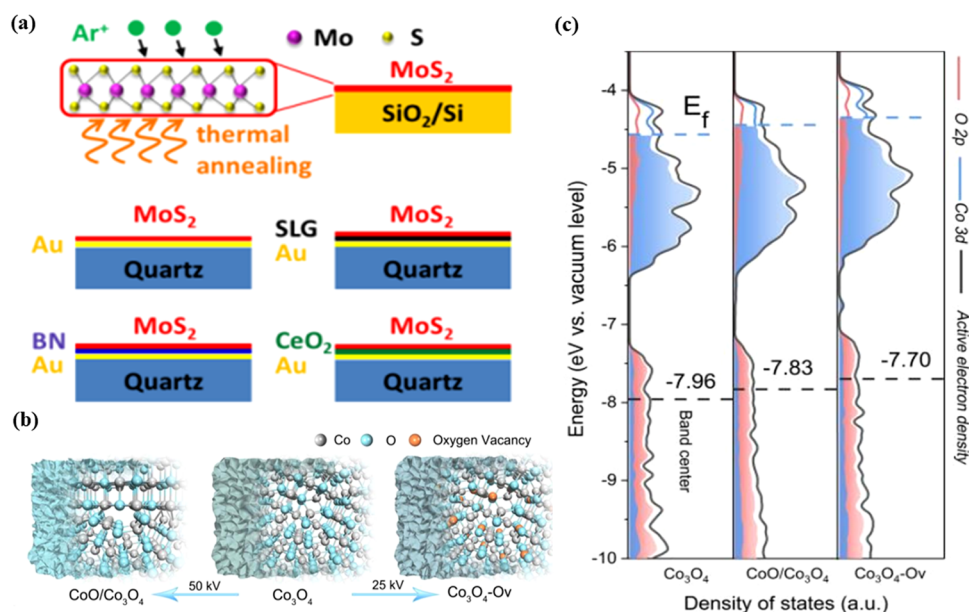 (a)
Ar⁺
Mo
S
MoS₂
SiO₂/Si
thermal
annealing
MoS₂
Au
Quartz
SLG
MoS₂
Au
Quartz
BN
MoS₂
Au
Quartz
CeO₂
MoS₂
Au
Quartz
(b)
Co O Oxygen Vacancy
50 kV
25 kV
CoO/Co₃O₄
Co₃O₄
Co₃O₄-Ov
(c)
Energy (eV vs. vacuum level)
-4
-5
-6
-7
-8
-9
-10
E_f
-7.96
-7.83
-7.70
Band center
Co₃O₄
CoO/Co₃O₄
Co₃O₄-Ov
Density of states (a.u.)
O 2p
Co 3d
Active electron density